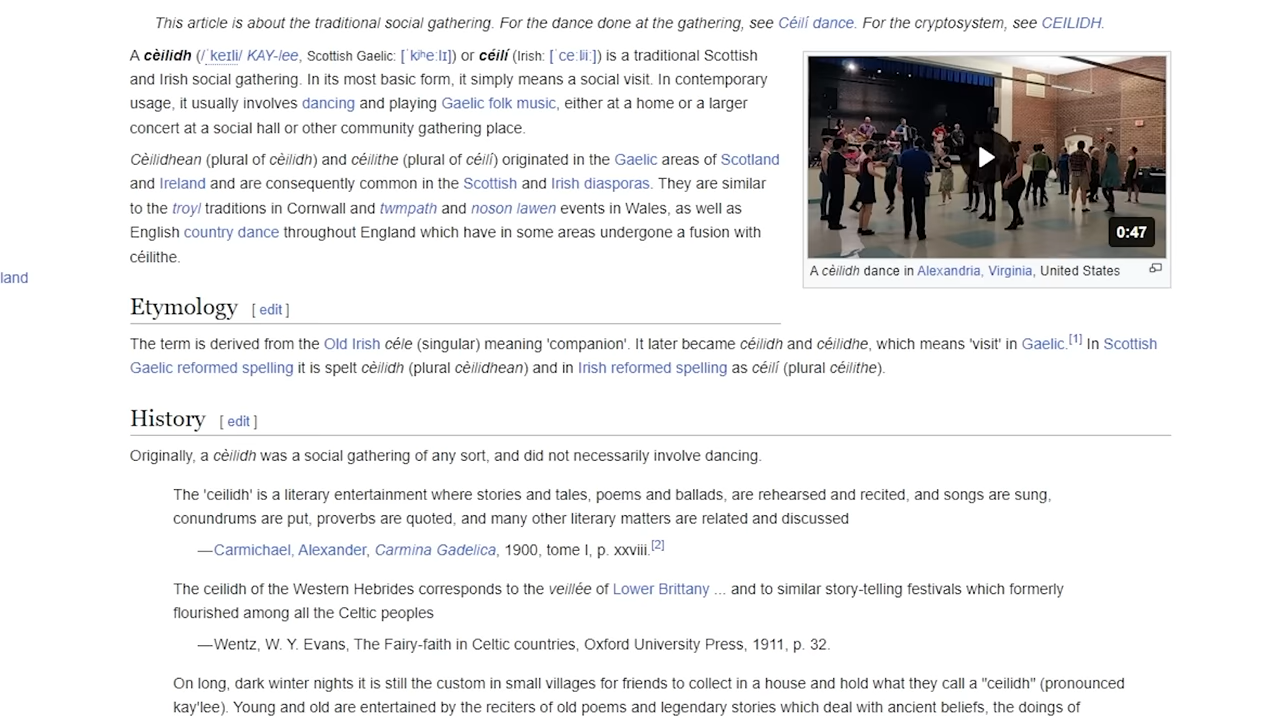 This article is about the traditional social gathering. For the dance done at the gathering, see Céilí dance. For the cryptosystem, see CEILIDH.
A cèilidh (/ˈkeɪli/ KAY-lee, Scottish Gaelic: [ˈkʲʰeːlɪ]) or céilí (Irish: [ˈceːliː]) is a traditional Scottish
and Irish social gathering. In its most basic form, it simply means a social visit. In contemporary
usage, it usually involves dancing and playing Gaelic folk music, either at a home or a larger
concert at a social hall or other community gathering place.
Cèilidhean (plural of cèilidh) and céilithe (plural of céilí) originated in the Gaelic areas of Scotland
and Ireland and are consequently common in the Scottish and Irish diasporas. They are similar
to the troyl traditions in Cornwall and twmpath and noson lawen events in Wales, as well as
English country dance throughout England which have in some areas undergone a fusion with
céilithe.
0:47
A cèilidh dance in Alexandria, Virginia, United States
land
Etymology [ edit ]
The term is derived from the Old Irish céle (singular) meaning 'companion'. It later became céilidh and céilidhe, which means 'visit' in Gaelic.[1] In Scottish
Gaelic reformed spelling it is spelt cèilidh (plural cèilidhean) and in Irish reformed spelling as céilí (plural céilithe).
History [ edit ]
Originally, a cèilidh was a social gathering of any sort, and did not necessarily involve dancing.
The 'ceilidh' is a literary entertainment where stories and tales, poems and ballads, are rehearsed and recited, and songs are sung,
conundrums are put, proverbs are quoted, and many other literary matters are related and discussed
—Carmichael, Alexander, Carmina Gadelica, 1900, tome I, p. xxviii.[2]
The ceilidh of the Western Hebrides corresponds to the veillée of Lower Brittany ... and to similar story-telling festivals which formerly
flourished among all the Celtic peoples
—Wentz, W. Y. Evans, The Fairy-faith in Celtic countries, Oxford University Press, 1911, p. 32.
On long, dark winter nights it is still the custom in small villages for friends to collect in a house and hold what they call a "ceilidh" (pronounced
kay'lee). Young and old are entertained by the reciters of old poems and legendary stories which deal with ancient beliefs, the doings of